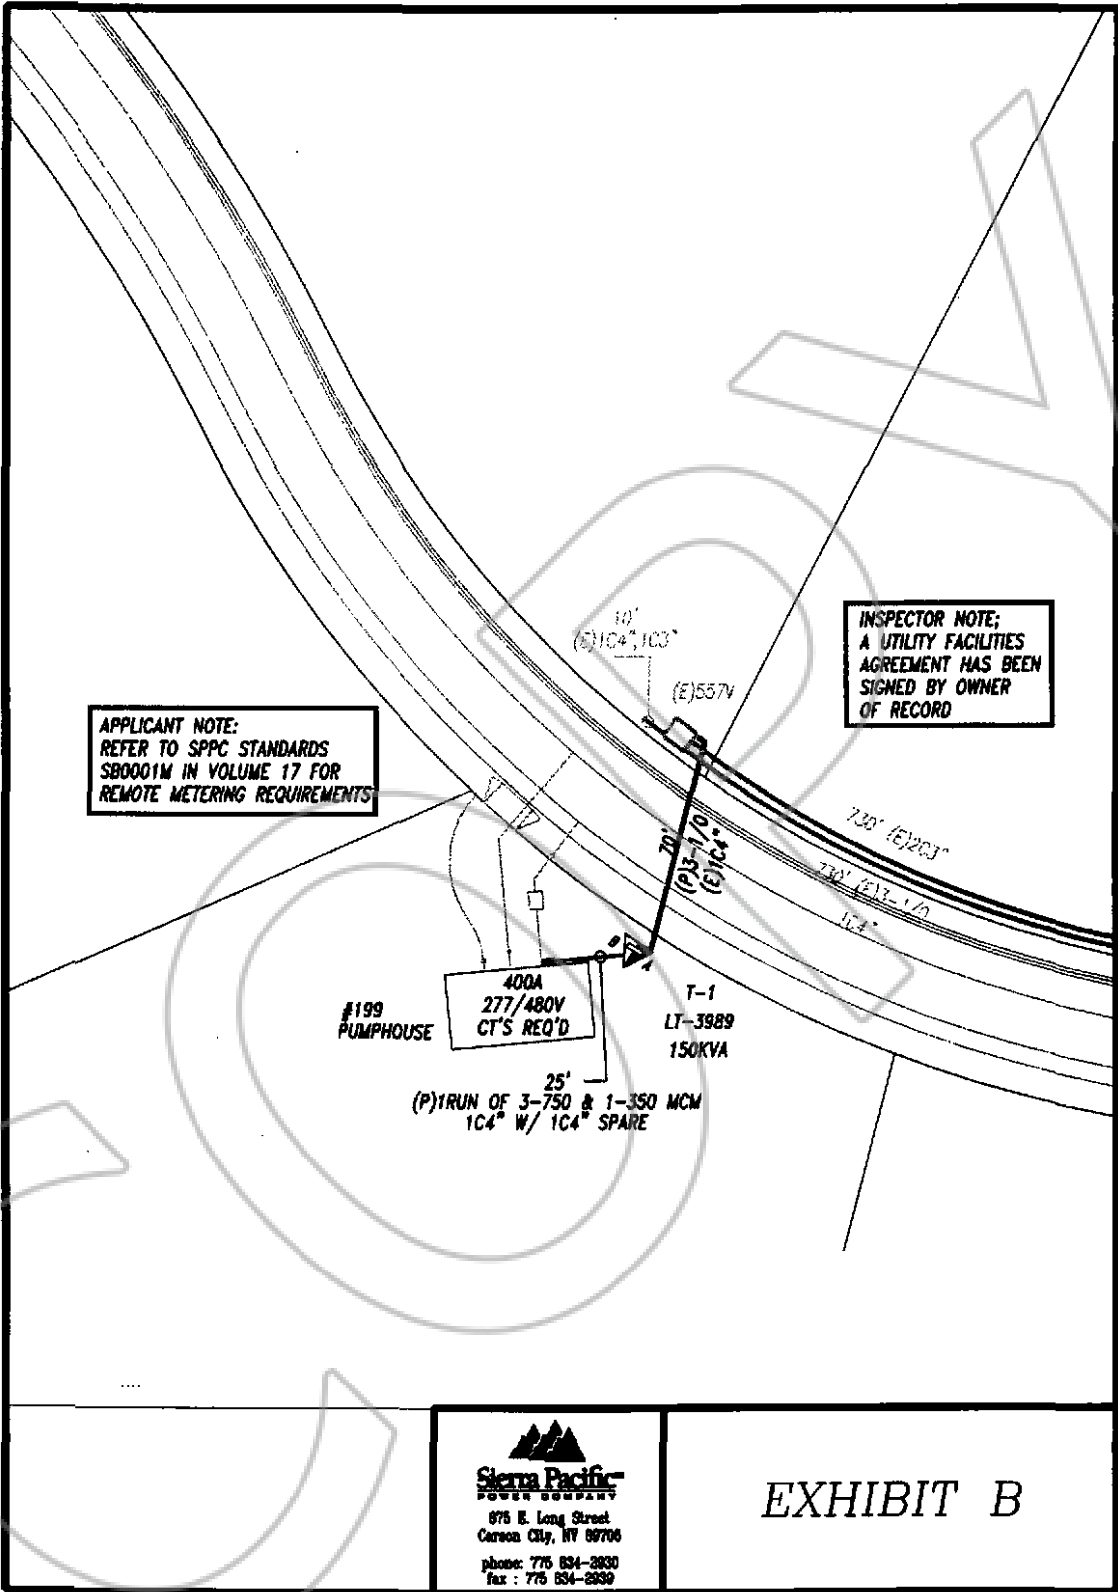 10'
(E)1C4",1C3"
(E)557V
INSPECTOR NOTE;
A UTILITY FACILITIES
AGREEMENT HAS BEEN
SIGNED BY OWNER
OF RECORD
APPLICANT NOTE:
REFER TO SPPC STANDARDS
SB0001M IN VOLUME 17 FOR
REMOTE METERING REQUIREMENTS
70'
(P)3-1/0
(E)1C4"
730' (E)2C3"
730' (E)3-1/0
1C4"
#199
PUMPHOUSE
400A
277/480V
CT'S REQ'D
B
A
T-1
LT-3989
150KVA
25'
(P)1RUN OF 3-750 & 1-350 MCM
1C4" W/ 1C4" SPARE
COPY
Sierra Pacific
POWER COMPANY
875 E. Long Street
Carson City, NV 89706
phone: 775 834-2930
fax : 775 834-2939
EXHIBIT B